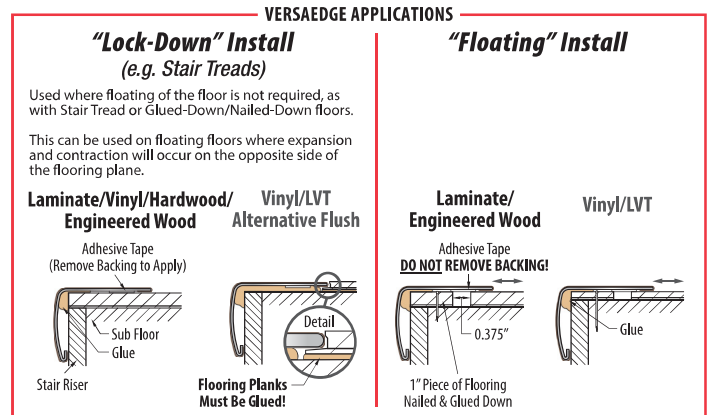 VERSAEDGE APPLICATIONS
"Lock-Down" Install
(e.g. Stair Treads)
Used where floating of the floor is not required, as
with Stair Tread or Glued-Down/Nailed-Down floors.
This can be used on floating floors where expansion
and contraction will occur on the opposite side of
the flooring plane.
Laminate/Vinyl/Hardwood/
Engineered Wood
Adhesive Tape
(Remove Backing to Apply)
Sub Floor
Glue
Stair Riser
Vinyl/LVT
Alternative Flush
Detail
Flooring Planks
Must Be Glued!
"Floating" Install
Laminate/
Engineered Wood
Adhesive Tape
DO NOT REMOVE BACKING!
0.375"
1" Piece of Flooring
Nailed & Glued Down
Vinyl/LVT
Glue